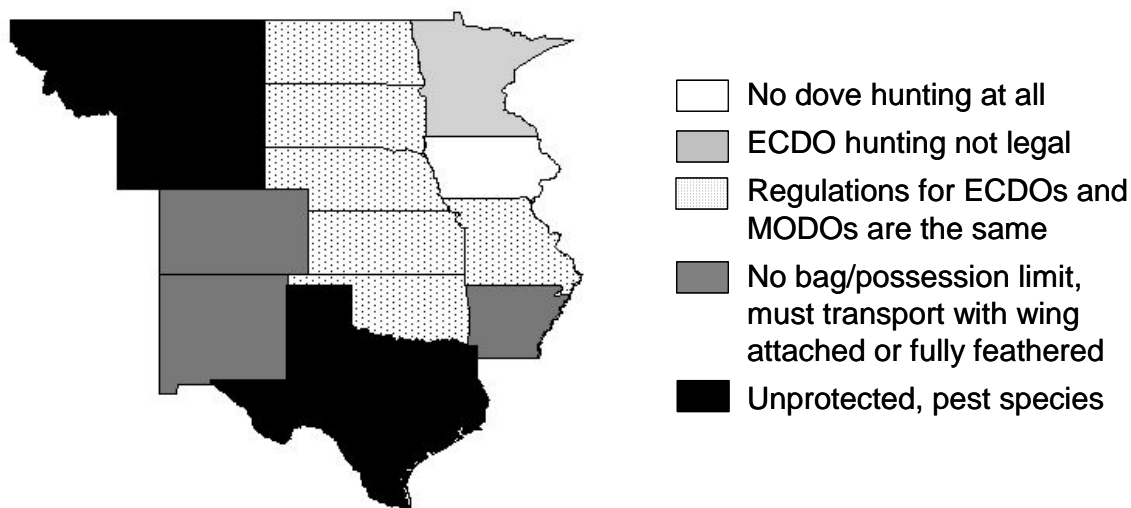 No dove hunting at all
ECDO hunting not legal
Regulations for ECDOs and
MODOs are the same
No bag/possession limit,
must transport with wing
attached or fully feathered
Unprotected, pest species